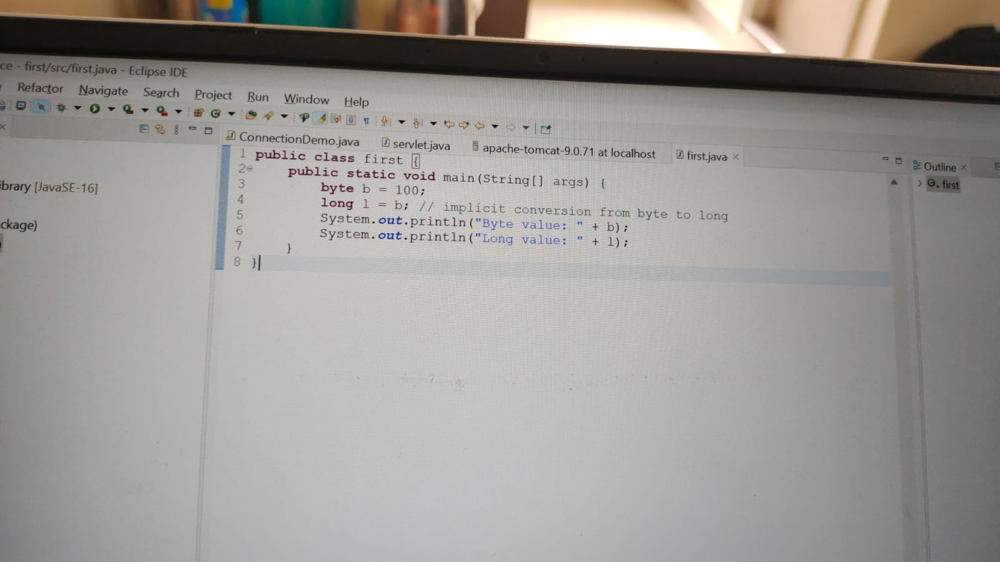 ce - first/src/first.java - Eclipse IDE
Refactor Navigate Search Project Run Window Help
ConnectionDemo.java servlet.java apache-tomcat-9.0.71 at localhost first.java
Outline
first
ibrary [JavaSE-16]
ckage)
1 public class first {
2 public static void main(String[] args) {
3 byte b = 100;
4 long l = b; // implicit conversion from byte to long
5 System.out.println("Byte value: " + b);
6 System.out.println("Long value: " + l);
7 }
8 }